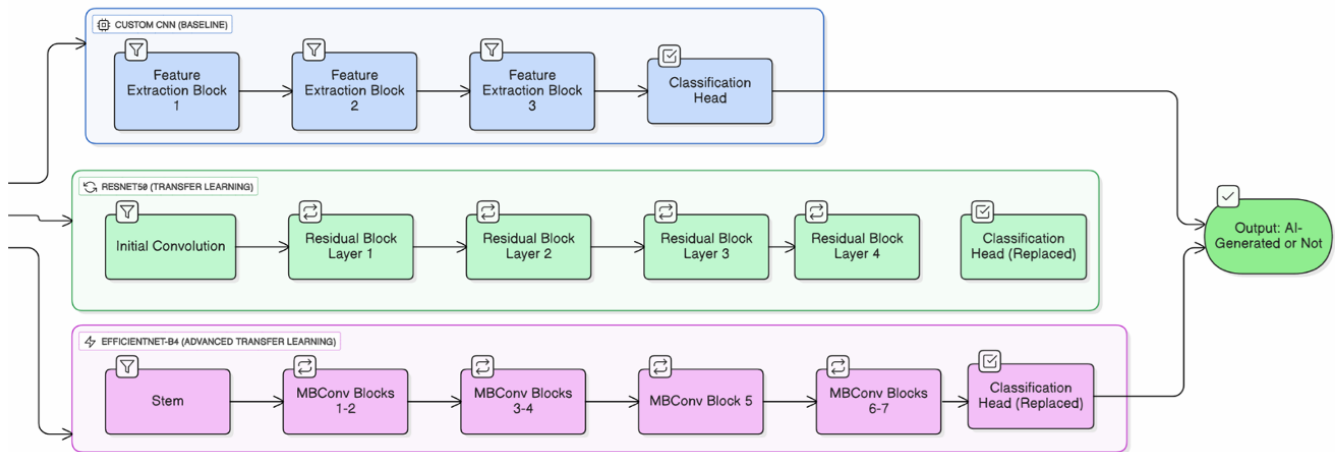 CUSTOM CNN (BASELINE)
Feature
Extraction Block
1
Feature
Extraction Block
2
Feature
Extraction Block
3
Classification
Head
RESNET50 (TRANSFER LEARNING)
Initial Convolution
Residual Block
Layer 1
Residual Block
Layer 2
Residual Block
Layer 3
Residual Block
Layer 4
Classification
Head (Replaced)
Output: AI-
Generated or Not
EFFICIENTNET-B4 (ADVANCED TRANSFER LEARNING)
Stem
MBConv Blocks
1-2
MBConv Blocks
3-4
MBConv Block 5
MBConv Blocks
6-7
Classification
Head (Replaced)